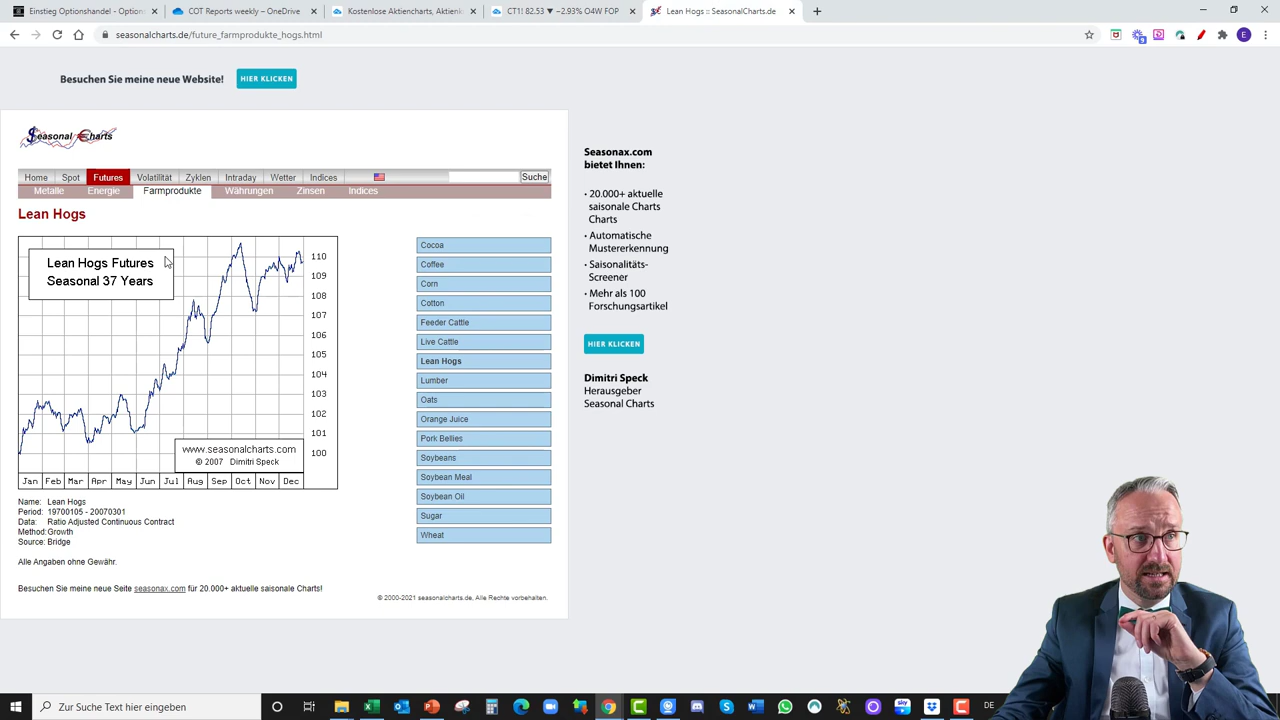 Einstieg Optionshandel - Option
COT Reports weekly – OneDrive
Kostenlose Aktiencharts, Aktienk
CT1! 82.53 ▼ −2.93% O4W FOP
Lean Hogs :: SeasonalCharts.de
seasonalcharts.de/future_farmprodukte_hogs.html
E
Besuchen Sie meine neue Website!
HIER KLICKEN
Seasonal Charts
Home Spot Futures Volatilität Zyklen Intraday Wetter Indices Suche
Metalle Energie Farmprodukte Währungen Zinsen Indices
Lean Hogs
Lean Hogs Futures
Seasonal 37 Years
110
109
108
107
106
105
104
103
102
101
100
www.seasonalcharts.com
© 2007 Dimitri Speck
Jan Feb Mar Apr May Jun Jul Aug Sep Oct Nov Dec
Name: Lean Hogs
Period: 19700105 - 20070301
Data: Ratio Adjusted Continuous Contract
Method: Growth
Source: Bridge
Alle Angaben ohne Gewähr.
Besuchen Sie meine neue Seite seasonax.com für 20.000+ aktuelle saisonale Charts!
Cocoa
Coffee
Corn
Cotton
Feeder Cattle
Live Cattle
Lean Hogs
Lumber
Oats
Orange Juice
Pork Bellies
Soybeans
Soybean Meal
Soybean Oil
Sugar
Wheat
© 2000-2021 seasonalcharts.de, Alle Rechte vorbehalten.
Seasonax.com
bietet Ihnen:
• 20.000+ aktuelle
saisonale Charts
Charts
• Automatische
Mustererkennung
• Saisonalitäts-
Screener
• Mehr als 100
Forschungsartikel
HIER KLICKEN
Dimitri Speck
Herausgeber
Seasonal Charts
Zur Suche Text hier eingeben
sky
DE